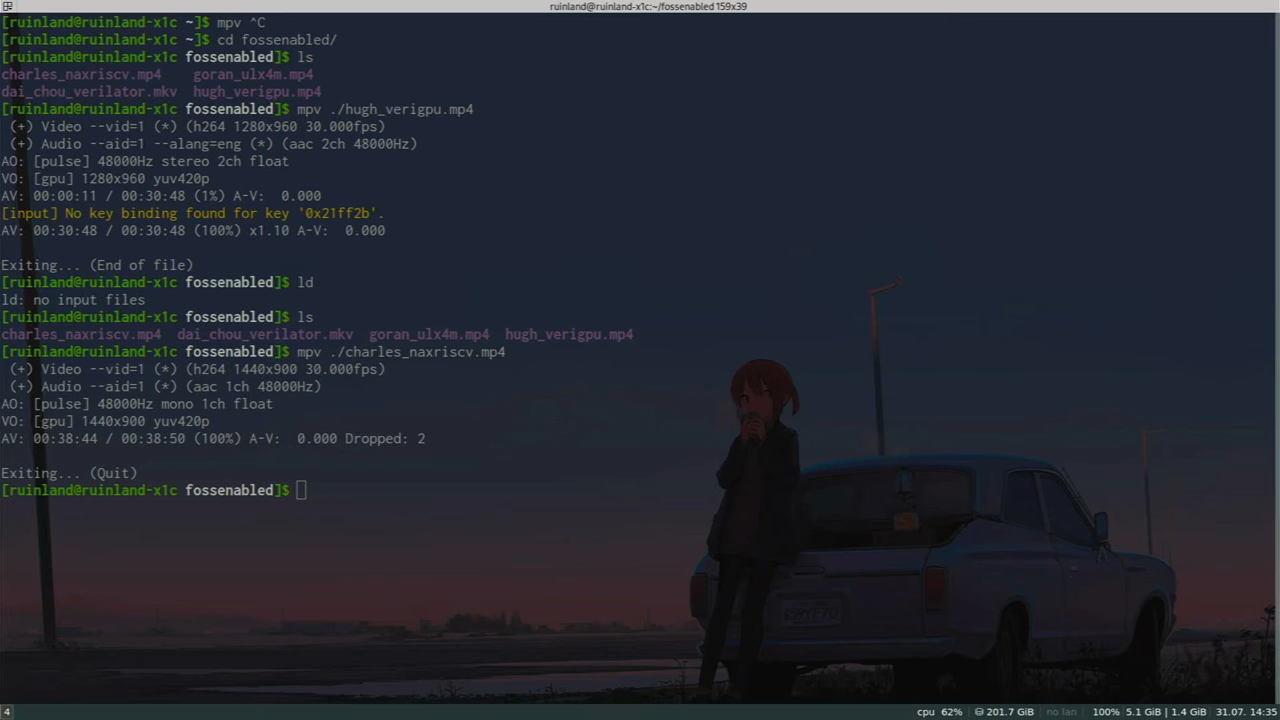 ruinland@ruinland-x1c:~/fossenabled 159x39
[ruinland@ruinland-x1c ~]$ mpv ^C
[ruinland@ruinland-x1c ~]$ cd fossenabled/
[ruinland@ruinland-x1c fossenabled]$ ls
charles_naxriscv.mp4 goran_ulx4m.mp4
dai_chou_verilator.mkv hugh_verigpu.mp4
[ruinland@ruinland-x1c fossenabled]$ mpv ./hugh_verigpu.mp4
(+) Video --vid=1 (*) (h264 1280x960 30.000fps)
(+) Audio --aid=1 --alang=eng (*) (aac 2ch 48000Hz)
AO: [pulse] 48000Hz stereo 2ch float
VO: [gpu] 1280x960 yuv420p
AV: 00:00:11 / 00:30:48 (1%) A-V: 0.000
[input] No key binding found for key '0x21ff2b'.
AV: 00:30:48 / 00:30:48 (100%) x1.10 A-V: 0.000
Exiting... (End of file)
[ruinland@ruinland-x1c fossenabled]$ ld
ld: no input files
[ruinland@ruinland-x1c fossenabled]$ ls
charles_naxriscv.mp4 dai_chou_verilator.mkv goran_ulx4m.mp4 hugh_verigpu.mp4
[ruinland@ruinland-x1c fossenabled]$ mpv ./charles_naxriscv.mp4
(+) Video --vid=1 (*) (h264 1440x900 30.000fps)
(+) Audio --aid=1 (*) (aac 1ch 48000Hz)
AO: [pulse] 48000Hz mono 1ch float
VO: [gpu] 1440x900 yuv420p
AV: 00:38:44 / 00:38:50 (100%) A-V: 0.000 Dropped: 2
Exiting... (Quit)
[ruinland@ruinland-x1c fossenabled]$
4 cpu 62% 201.7 GiB no lan 100% 5.1 GiB | 1.4 GiB 31.07. 14:35